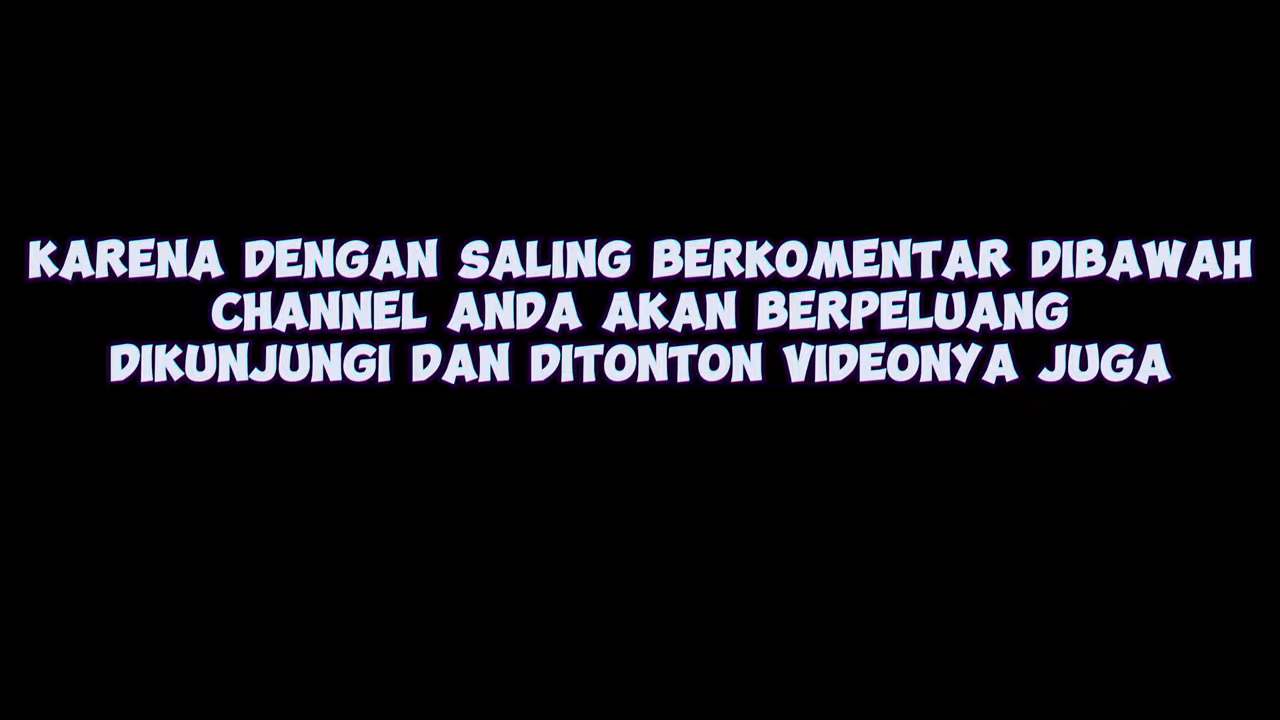 KARENA DENGAN SALING BERKOMENTAR DIBAWAH
CHANNEL ANDA AKAN BERPELUANG
DIKUNJUNGI DAN DITONTON VIDEONYA JUGA